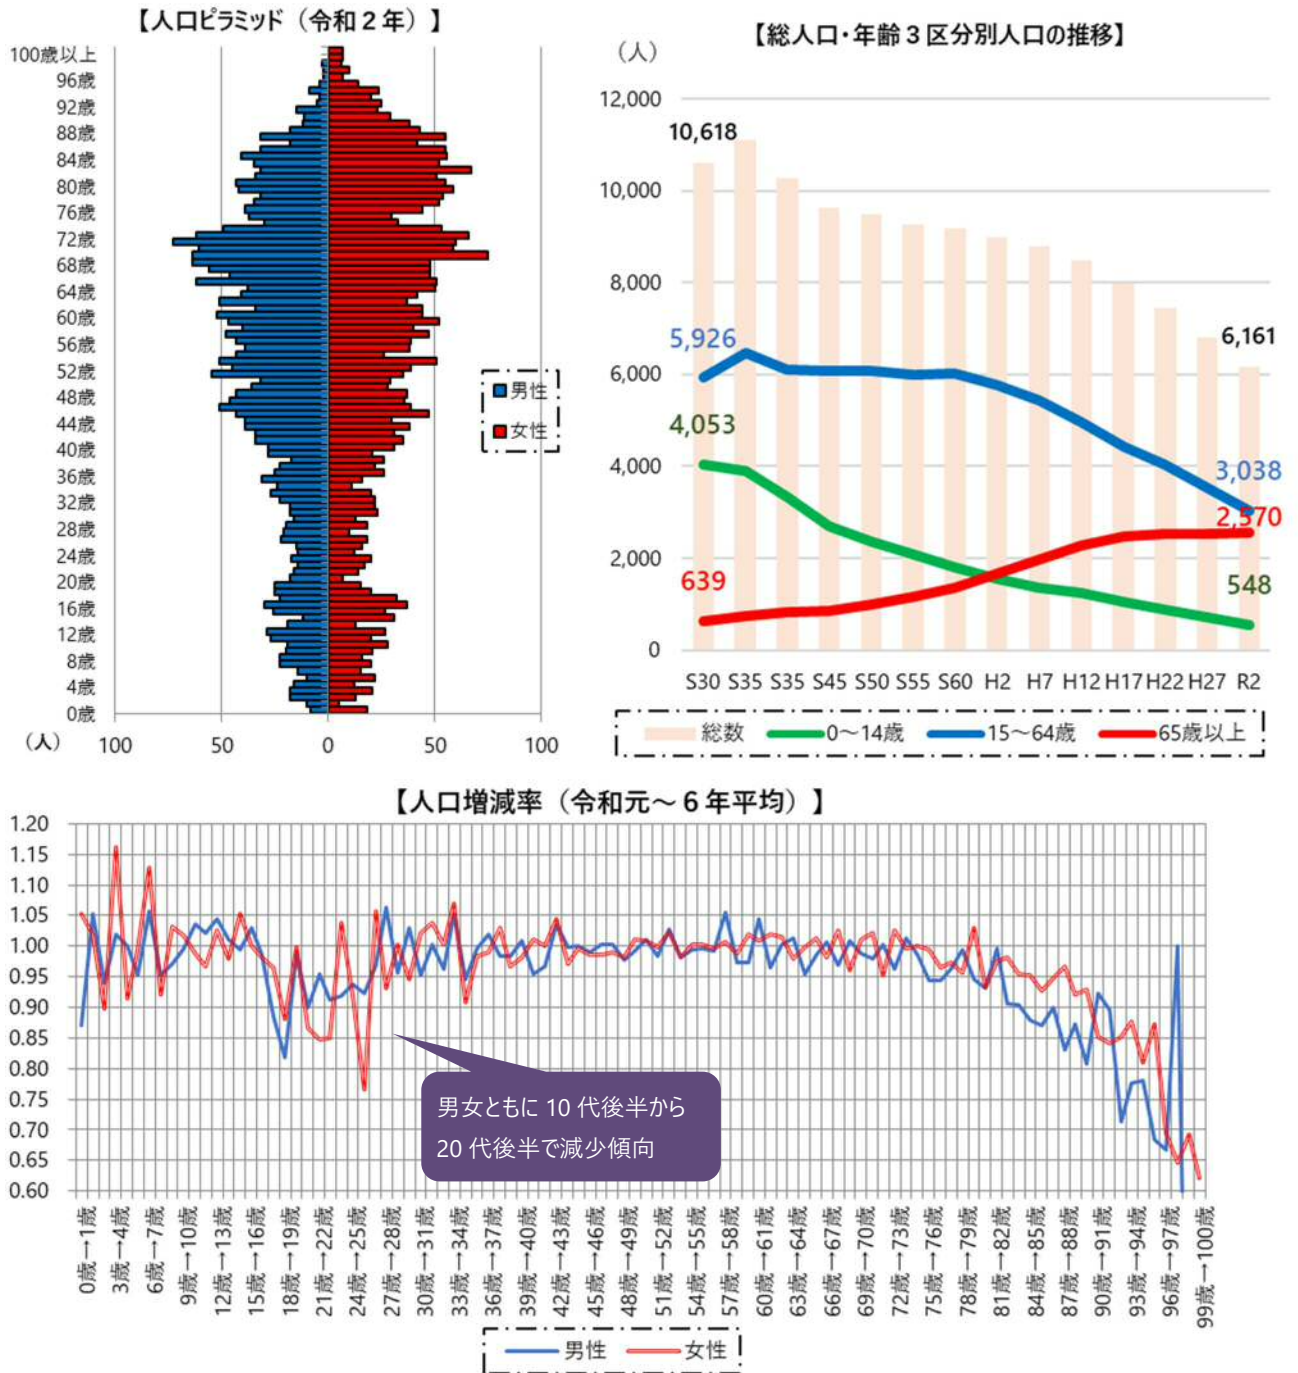 【人口ピラミッド（令和２年）】
100歳以上
96歳
92歳
88歳
84歳
80歳
76歳
72歳
68歳
64歳
60歳
56歳
52歳
48歳
44歳
40歳
36歳
32歳
28歳
24歳
20歳
16歳
12歳
8歳
4歳
0歳
（人）
100 50 0 50 100
男性
女性
【総人口・年齢３区分別人口の推移】
（人）
12,000
10,000
8,000
6,000
4,000
2,000
0
10,618
5,926
4,053
639
6,161
3,038
2,570
548
S30 S35 S35 S45 S50 S55 S60 H2 H7 H12 H17 H22 H27 R2
総数 0～14歳 15～64歳 65歳以上
【人口増減率（令和元～６年平均）】
1.20
1.15
1.10
1.05
1.00
0.95
0.90
0.85
0.80
0.75
0.70
0.65
0.60
男女ともに 10 代後半から
20 代後半で減少傾向
0歳→1歳
3歳→4歳
6歳→7歳
9歳→10歳
12歳→13歳
15歳→16歳
18歳→19歳
21歳→22歳
24歳→25歳
27歳→28歳
30歳→31歳
33歳→34歳
36歳→37歳
39歳→40歳
42歳→43歳
45歳→46歳
48歳→49歳
51歳→52歳
54歳→55歳
57歳→58歳
60歳→61歳
63歳→64歳
66歳→67歳
69歳→70歳
72歳→73歳
75歳→76歳
78歳→79歳
81歳→82歳
84歳→85歳
87歳→88歳
90歳→91歳
93歳→94歳
96歳→97歳
99歳→100歳
男性 女性